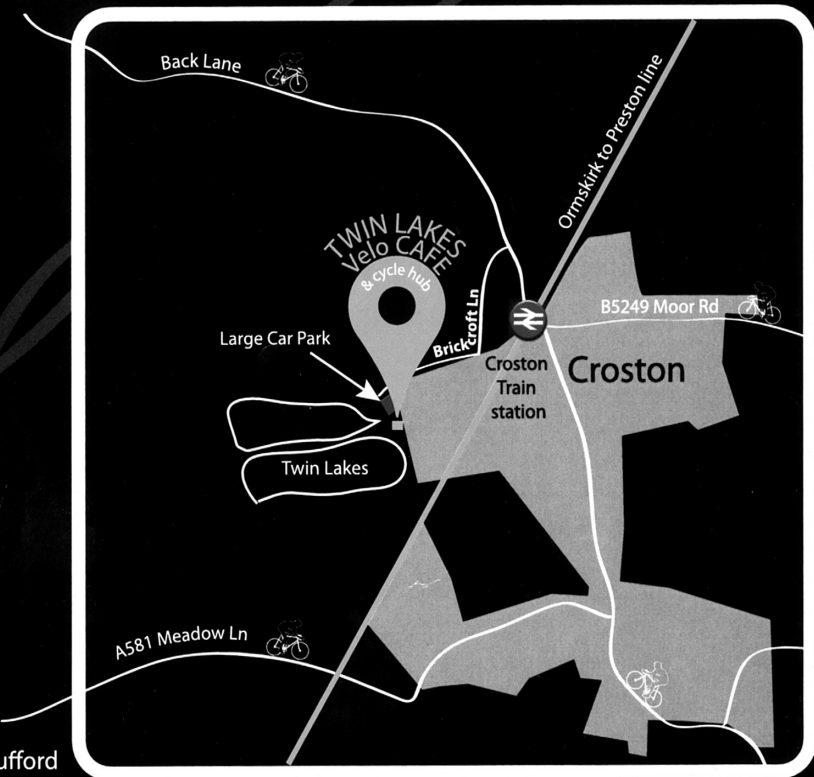 Back Lane
Ormskirk to Preston line
TWIN LAKES
Velo CAFE
& cycle hub
B5249 Moor Rd
Large Car Park
Brickcroft Ln
Croston
Train
station
Croston
Twin Lakes
A581 Meadow Ln
ufford